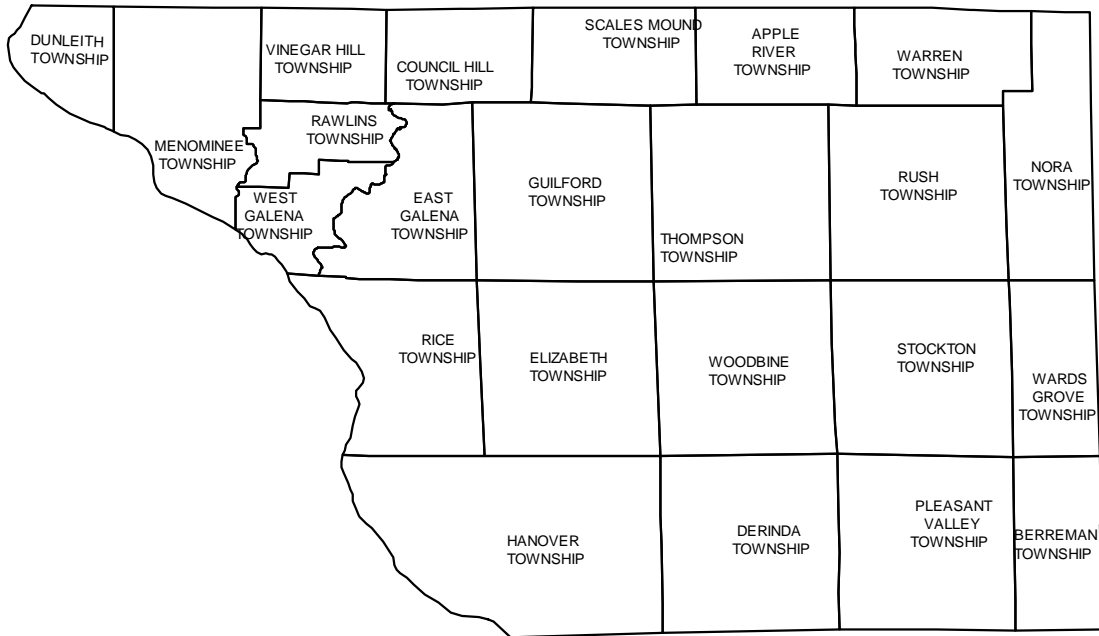 DUNLEITH
TOWNSHIP
VINEGAR HILL
TOWNSHIP
COUNCIL HILL
TOWNSHIP
SCALES MOUND
TOWNSHIP
APPLE
RIVER
TOWNSHIP
WARREN
TOWNSHIP
MENOMINEE
TOWNSHIP
RAWLINS
TOWNSHIP
WEST
GALENA
TOWNSHIP
EAST
GALENA
TOWNSHIP
GUILFORD
TOWNSHIP
THOMPSON
TOWNSHIP
RUSH
TOWNSHIP
NORA
TOWNSHIP
RICE
TOWNSHIP
ELIZABETH
TOWNSHIP
WOODBINE
TOWNSHIP
STOCKTON
TOWNSHIP
WARDS
GROVE
TOWNSHIP
HANOVER
TOWNSHIP
DERINDA
TOWNSHIP
PLEASANT
VALLEY
TOWNSHIP
BERREMAN
TOWNSHIP